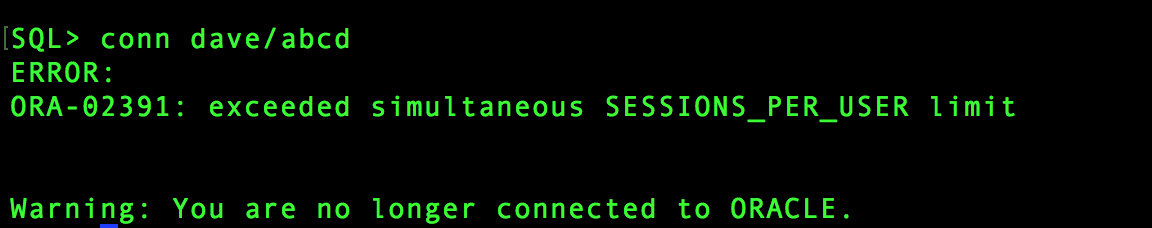 [SQL> conn dave/abcd
ERROR:
ORA-02391: exceeded simultaneous SESSIONS_PER_USER limit
Warning: You are no longer connected to ORACLE.